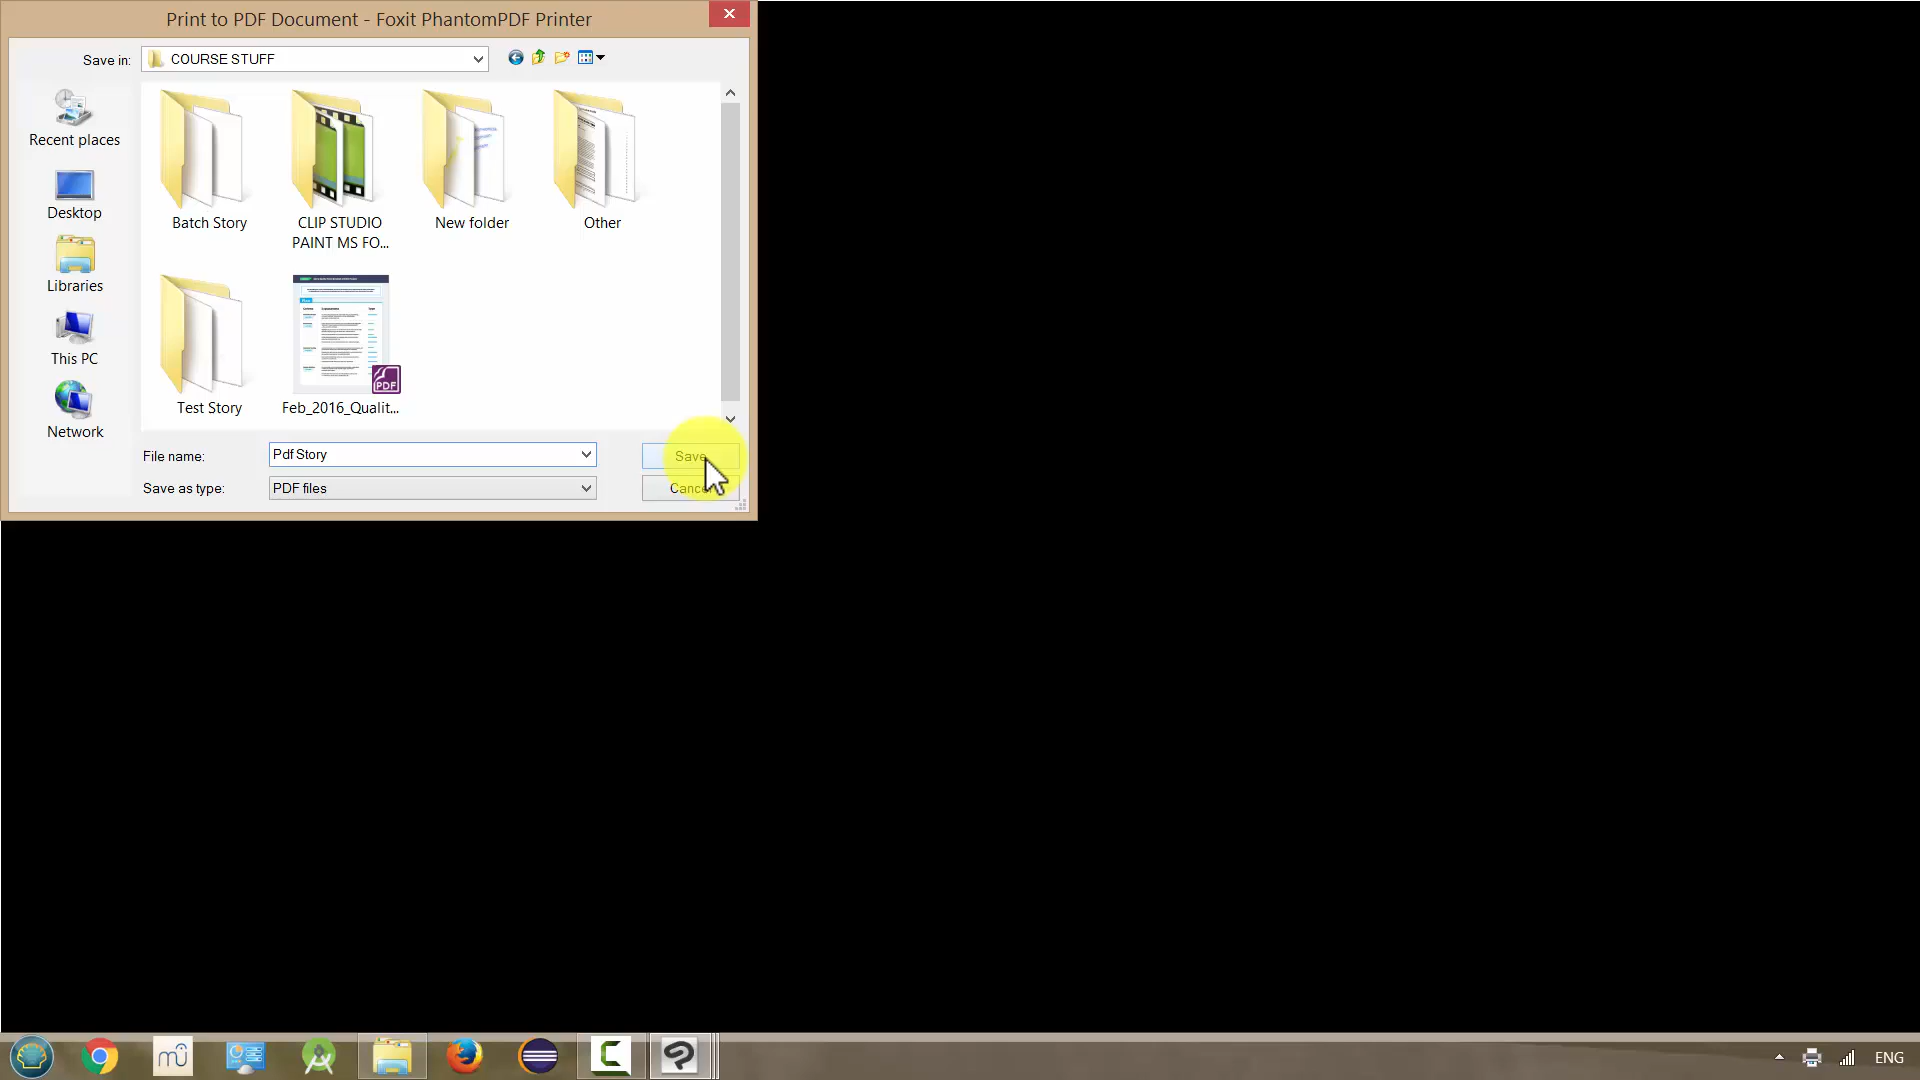 Print to PDF Document - Foxit PhantomPDF Printer
Save in:
COURSE STUFF
Recent places
Desktop
Libraries
This PC
Network
Batch Story
CLIP STUDIO
PAINT MS FO...
New folder
Other
Test Story
PDF
Feb_2016_Qualit...
File name:
Pdf Story
Save
Save as type:
PDF files
Cancel
ENG